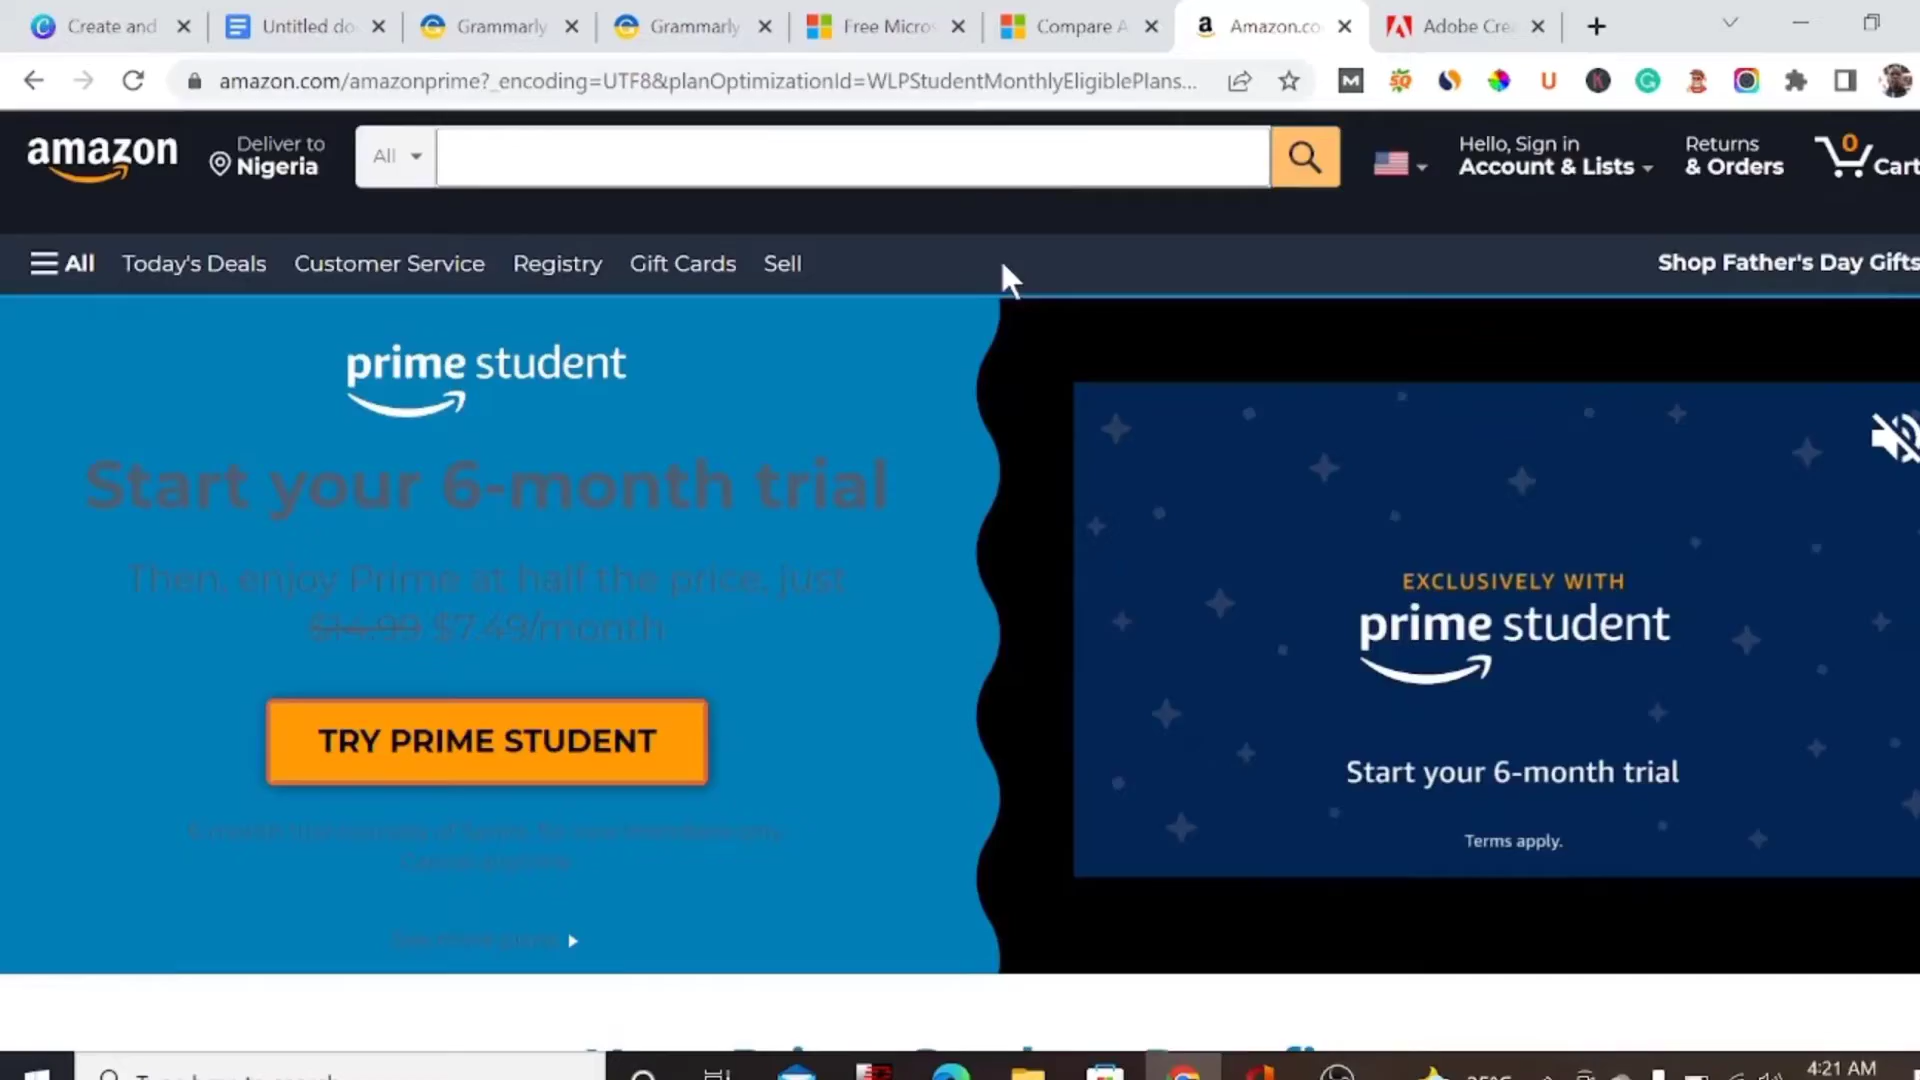 Create and
Untitled do
Grammarly
Grammarly
Free Micro
Compare A
Amazon.co
Adobe Cre
amazon.com/amazonprime?_encoding=UTF8&planOptimizationId=WLPStudentMonthlyEligiblePlans...
amazon
Deliver to
Nigeria
All
Hello, Sign in
Account & Lists
Returns
& Orders
0
Cart
All
Today's Deals
Customer Service
Registry
Gift Cards
Sell
Shop Father's Day Gifts
prime student
Start your 6-month trial
Then, enjoy Prime at half the price, just
$14.99 $7.49/month
TRY PRIME STUDENT
EXCLUSIVELY WITH
prime student
Start your 6-month trial
Terms apply.
4:21 AM